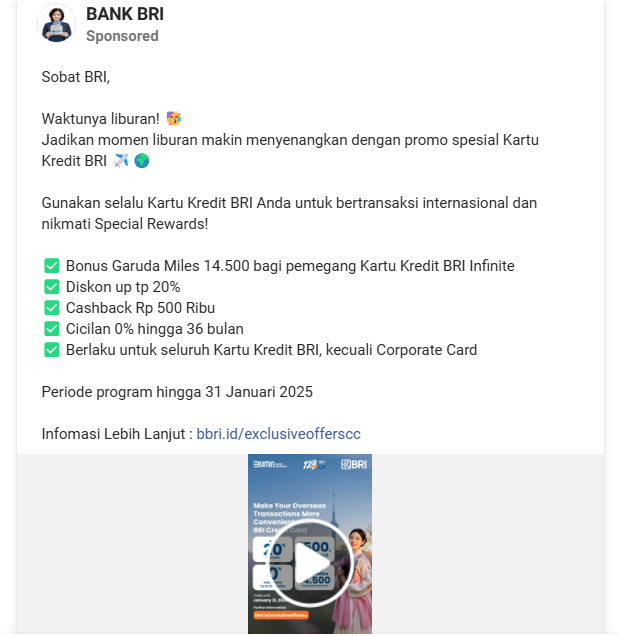 BANK BRI
Sponsored
Sobat BRI,
Waktunya liburan! 🥳
Jadikan momen liburan makin menyenangkan dengan promo spesial Kartu
Kredit BRI ✈️ 🌍
Gunakan selalu Kartu Kredit BRI Anda untuk bertransaksi internasional dan
nikmati Special Rewards!
✅ Bonus Garuda Miles 14.500 bagi pemegang Kartu Kredit BRI Infinite
✅ Diskon up tp 20%
✅ Cashback Rp 500 Ribu
✅ Cicilan 0% hingga 36 bulan
✅ Berlaku untuk seluruh Kartu Kredit BRI, kecuali Corporate Card
Periode program hingga 31 Januari 2025
Infomasi Lebih Lanjut : bbri.id/exclusiveofferscc
BUMN
BRI
Make Your Overseas
Transactions More
Convenient
BRI Credit Card
20%
500
0%
4.500
January 31,
bbri.id/exclusiveofferscc